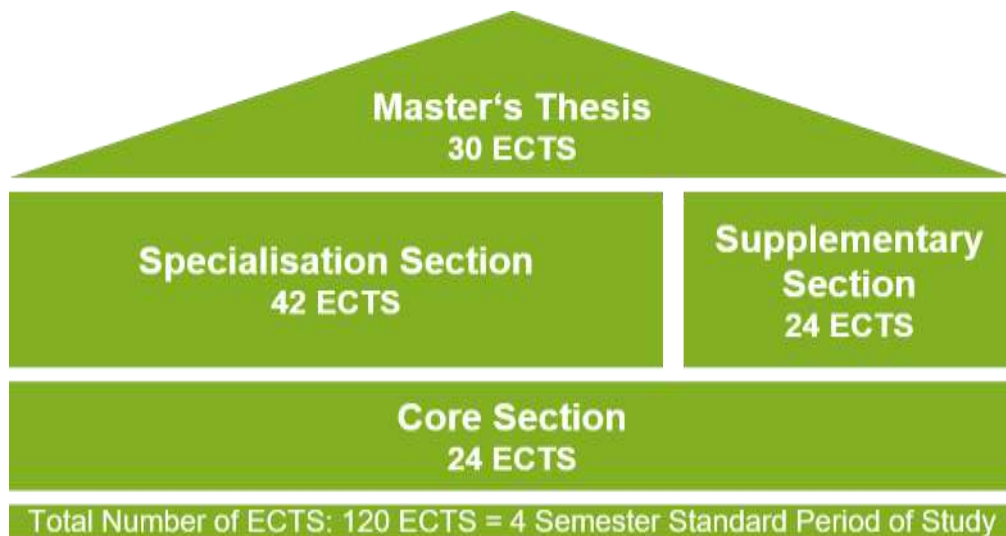 Master‘s Thesis
30 ECTS
Specialisation Section
42 ECTS
Supplementary
Section
24 ECTS
Core Section
24 ECTS
Total Number of ECTS: 120 ECTS = 4 Semester Standard Period of Study